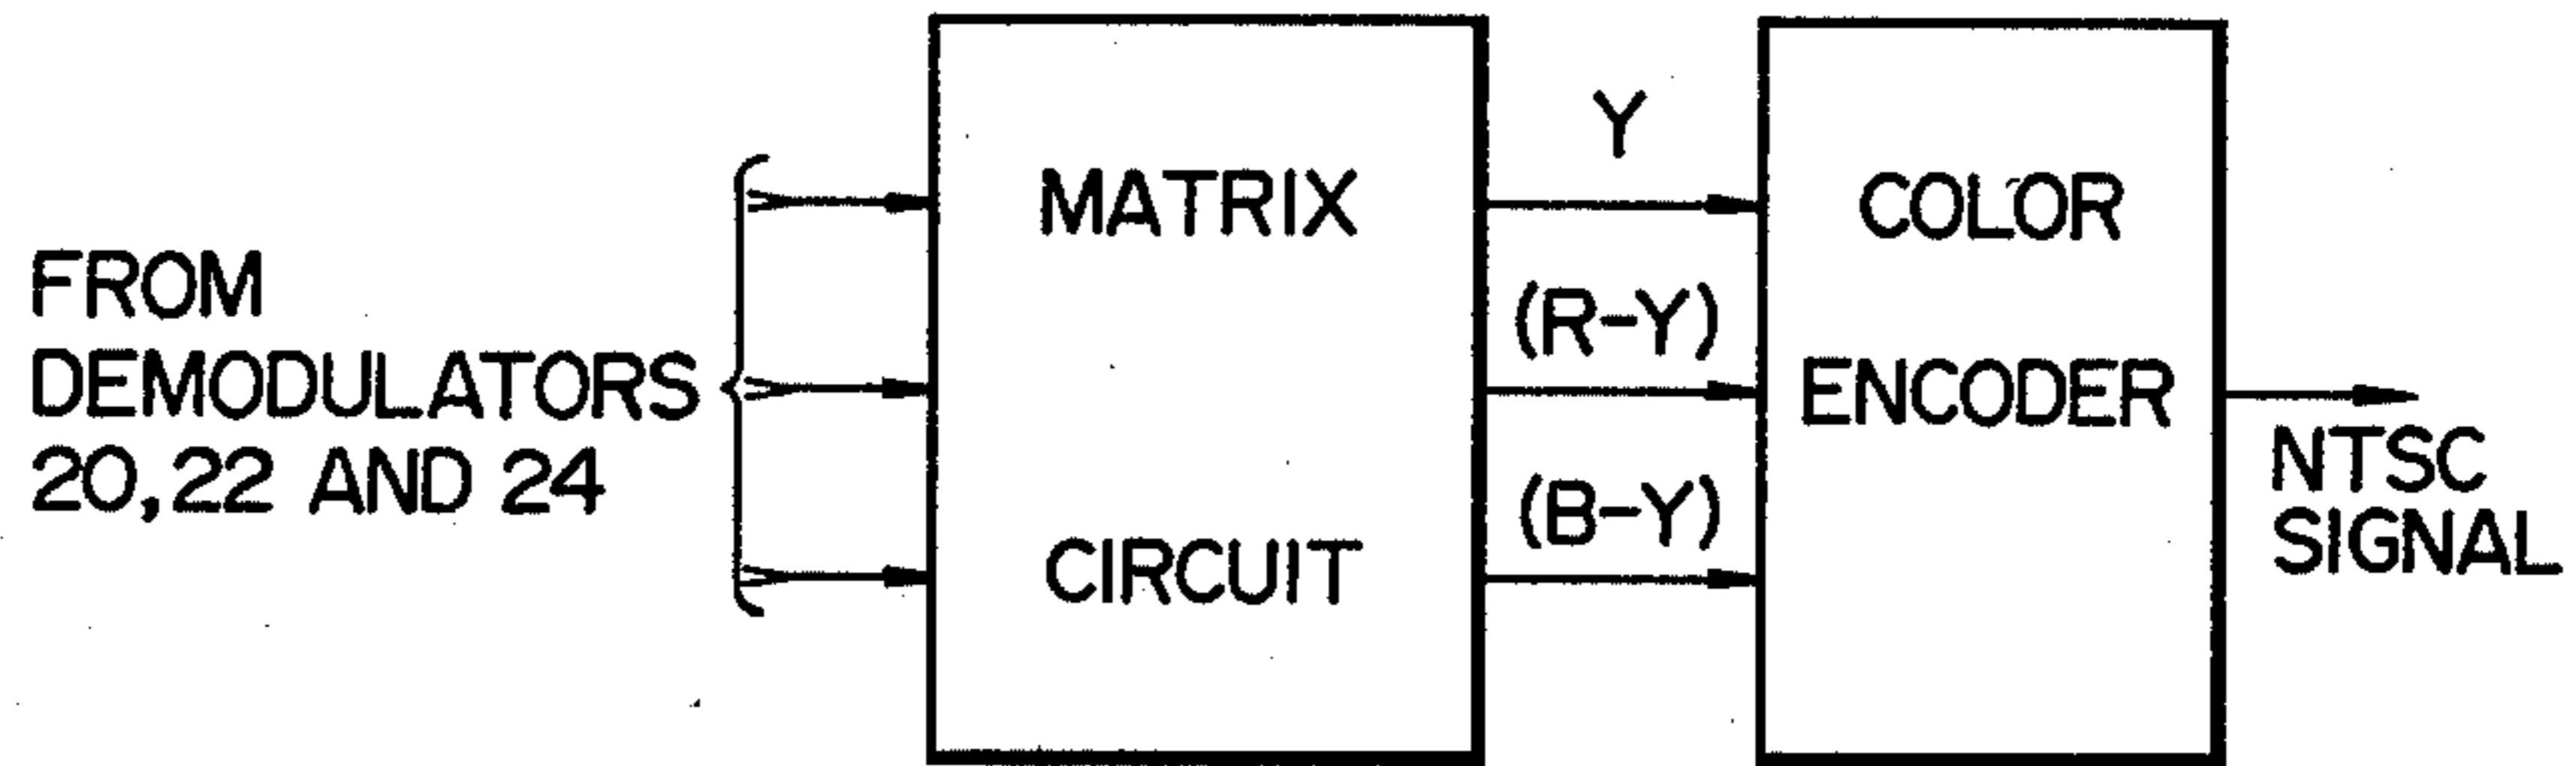 FROM
DEMODULATORS
20, 22 AND 24
MATRIX
CIRCUIT
Y
(R-Y)
(B-Y)
COLOR
ENCODER
NTSC
SIGNAL